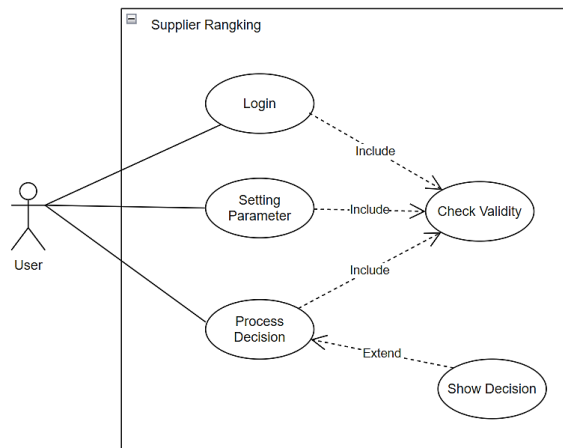 Supplier Rangking
Login
Include
Setting
Parameter
Include
Check Validity
User
Include
Process
Decision
Extend
Show Decision